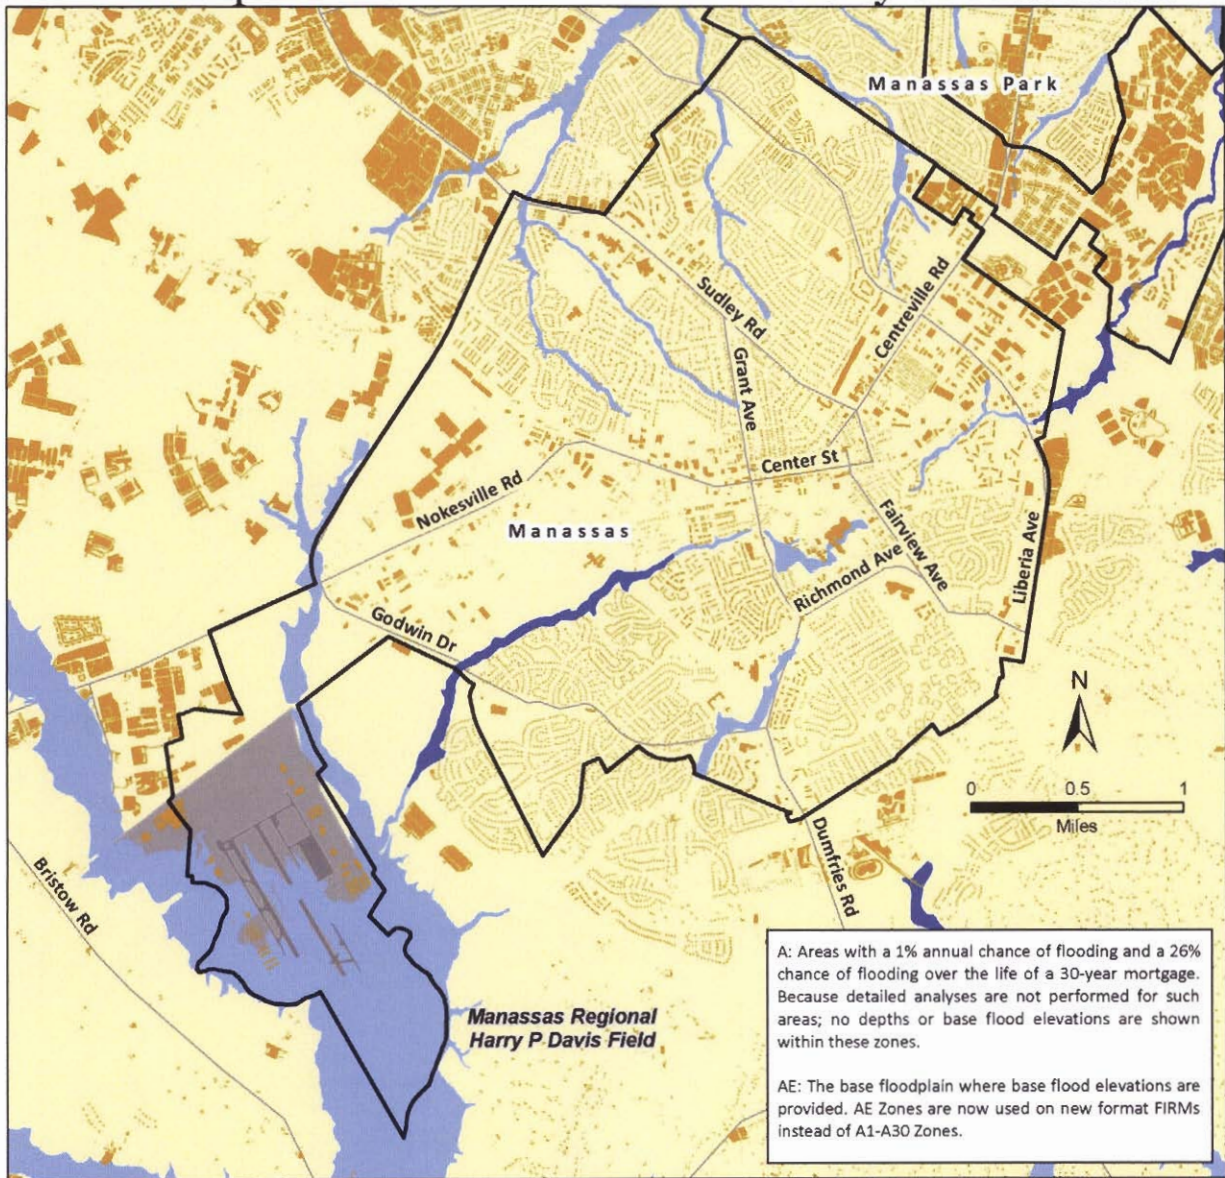 Manassas Park
Sudley Rd
Centreville Rd
Grant Ave
Center St
Nokesville Rd
Manassas
Fairview Ave
Richmond Ave
Liberia Ave
Godwin Dr
N
0 0.5 1
Miles
Bristow Rd
Dumfries Rd
Manassas Regional
Harry P Davis Field
A: Areas with a 1% annual chance of flooding and a 26%
chance of flooding over the life of a 30-year mortgage.
Because detailed analyses are not performed for such
areas; no depths or base flood elevations are shown
within these zones.
AE: The base floodplain where base flood elevations are
provided. AE Zones are now used on new format FIRMs
instead of A1-A30 Zones.